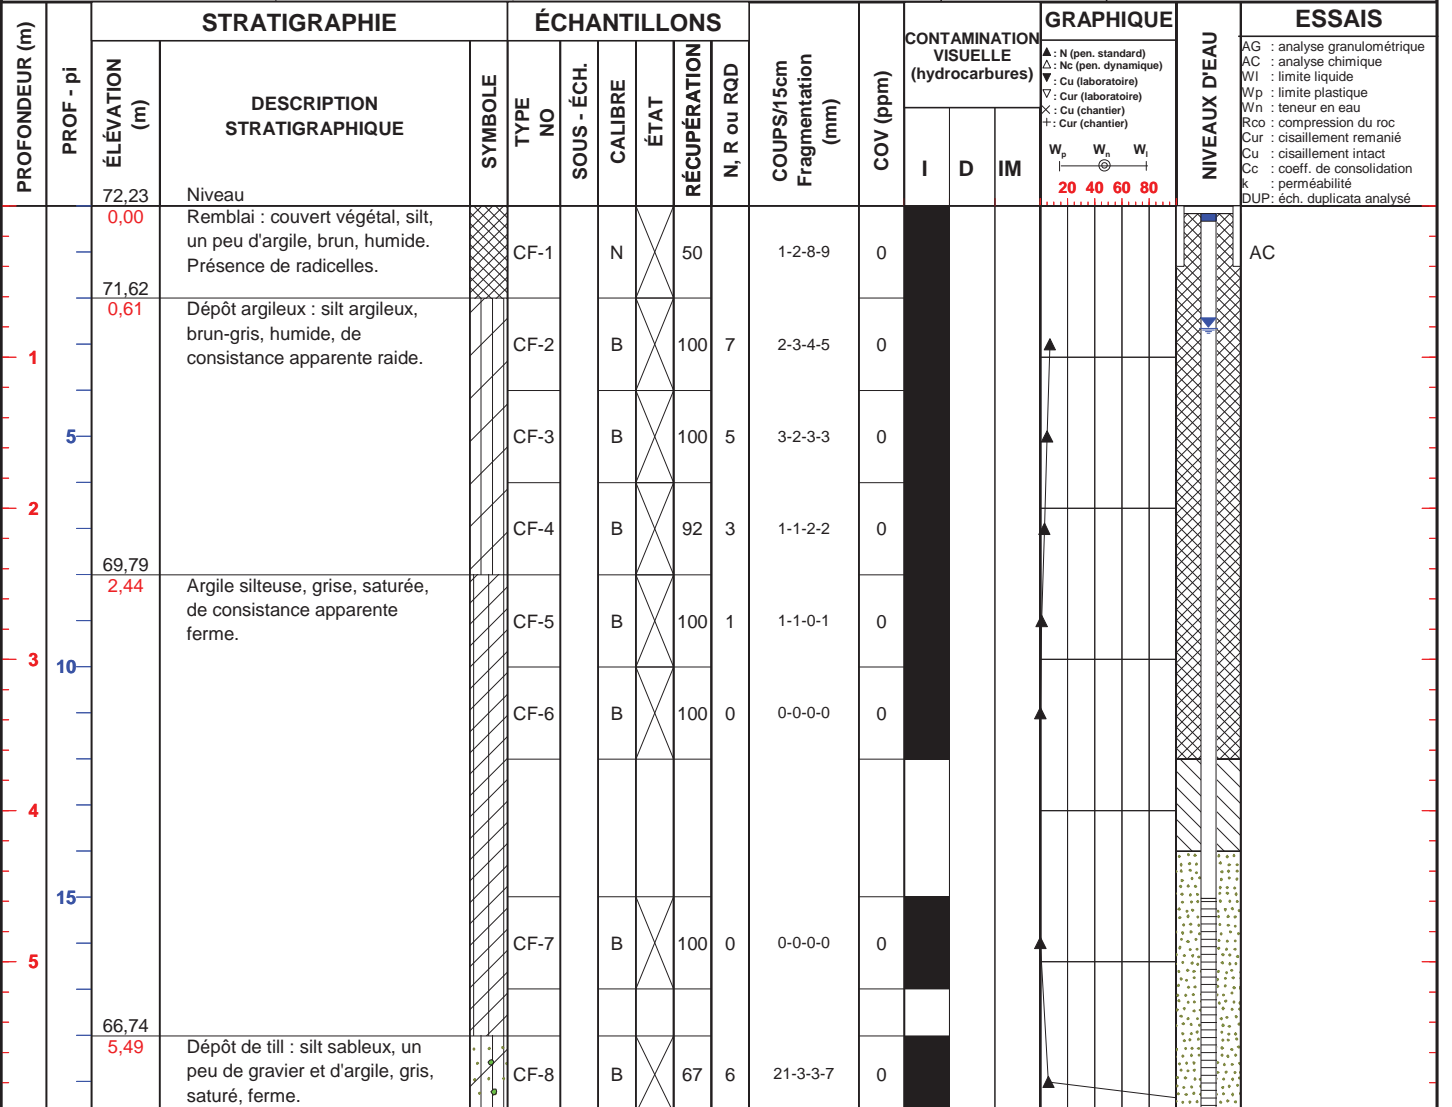 PROFONDEUR (m)
PROF - pi
STRATIGRAPHIE
ÉLÉVATION
(m)
DESCRIPTION
STRATIGRAPHIQUE
SYMBOLE
ÉCHANTILLONS
TYPE
NO
SOUS - ÉCH.
CALIBRE
ÉTAT
RÉCUPÉRATION
N, R ou RQD
COUPS/15cm
Fragmentation
(mm)
COV (ppm)
CONTAMINATION
VISUELLE
(hydrocarbures)
I D IM
GRAPHIQUE
▲ : N (pen. standard)
△ : Nc (pen. dynamique)
▼ : Cu (laboratoire)
▽ : Cur (laboratoire)
× : Cu (chantier)
+ : Cur (chantier)
Wp Wn Wl
20 40 60 80
NIVEAUX D'EAU
ESSAIS
AG : analyse granulométrique
AC : analyse chimique
Wl : limite liquide
Wp : limite plastique
Wn : teneur en eau
Rco : compression du roc
Cur : cisaillement remanié
Cu : cisaillement intact
Cc : coeff. de consolidation
k : perméabilité
DUP: éch. duplicata analysé
72,23 Niveau
0,00 Remblai : couvert végétal, silt,
un peu d'argile, brun, humide.
Présence de radicelles.
CF-1 N 50 1-2-8-9 0 AC
71,62
0,61 Dépôt argileux : silt argileux,
brun-gris, humide, de
consistance apparente raide.
CF-2 B 100 7 2-3-4-5 0
1
5 CF-3 B 100 5 3-2-3-3 0
2
CF-4 B 92 3 1-1-2-2 0
69,79
2,44 Argile silteuse, grise, saturée,
de consistance apparente
ferme.
CF-5 B 100 1 1-1-0-1 0
3
10
CF-6 B 100 0 0-0-0-0 0
4
15
CF-7 B 100 0 0-0-0-0 0
5
66,74
5,49 Dépôt de till : silt sableux, un
peu de gravier et d'argile, gris,
saturé, ferme.
CF-8 B 67 6 21-3-3-7 0